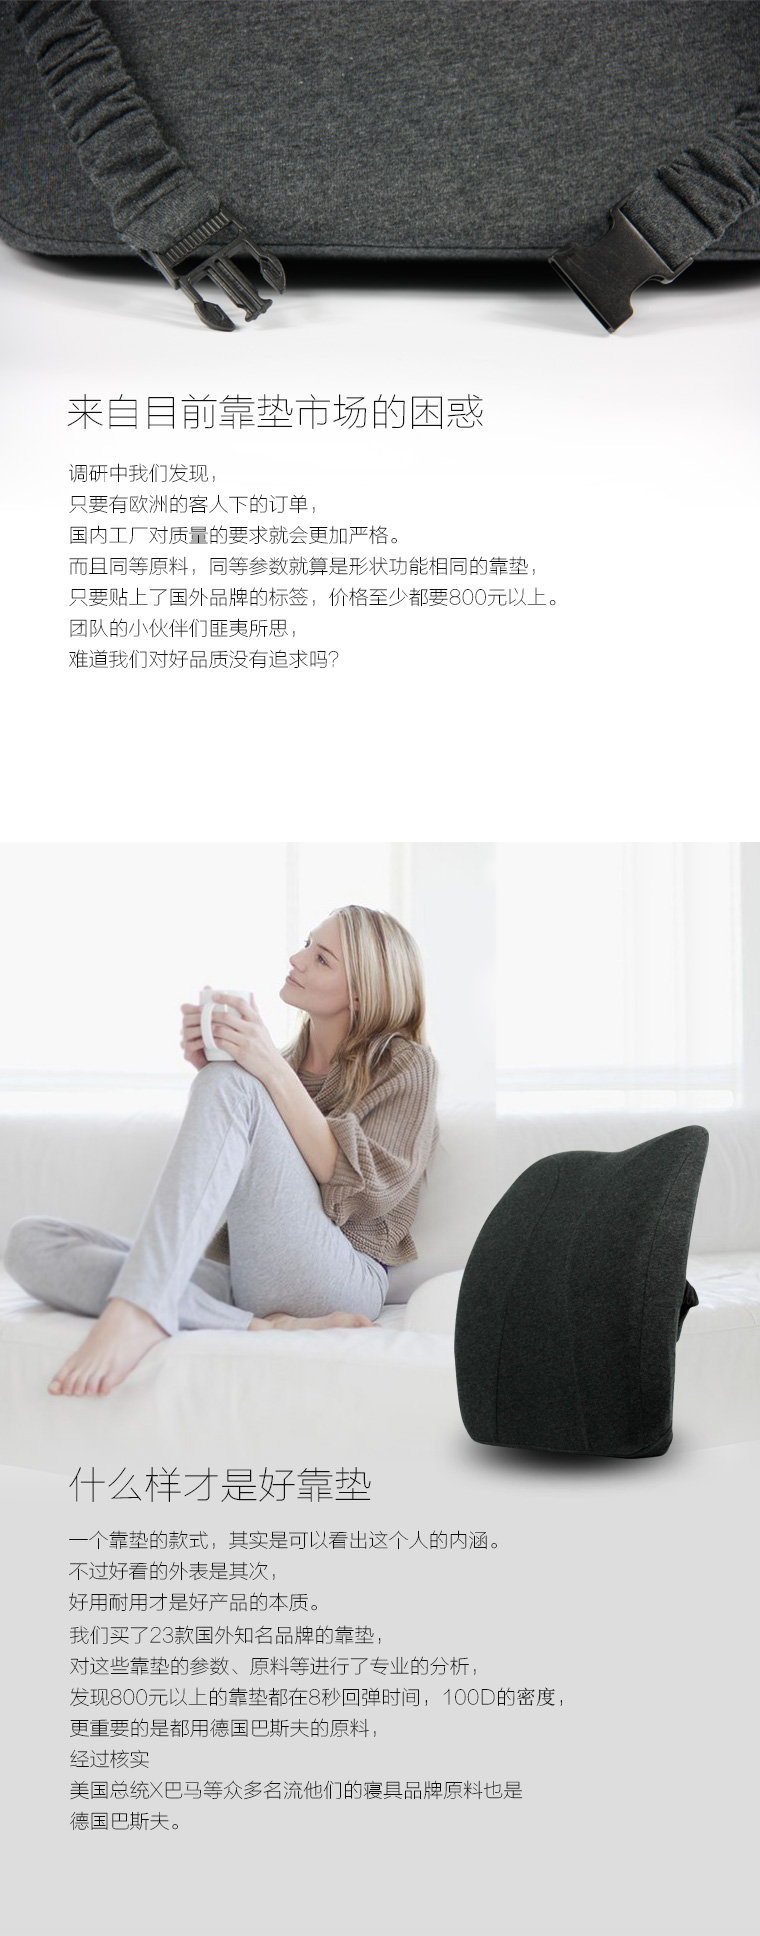 来自目前靠垫市场的困惑
调研中我们发现，
只要有欧洲的客人下的订单，
国内工厂对质量的要求就会更加严格。
而且同等原料，同等参数就算是形状功能相同的靠垫，
只要贴上了国外品牌的标签，价格至少都要800元以上。
团队的小伙伴们匪夷所思，
难道我们对好品质没有追求吗？
什么样才是好靠垫
一个靠垫的款式，其实是可以看出这个人的内涵。
不过好看的外表是其次，
好用耐用才是好产品的本质。
我们买了23款国外知名品牌的靠垫，
对这些靠垫的参数、原料等进行了专业的分析，
发现800元以上的靠垫都在8秒回弹时间，100D的密度，
更重要的是都用德国巴斯夫的原料，
经过核实
美国总统X巴马等众多名流他们的寝具品牌原料也是
德国巴斯夫。